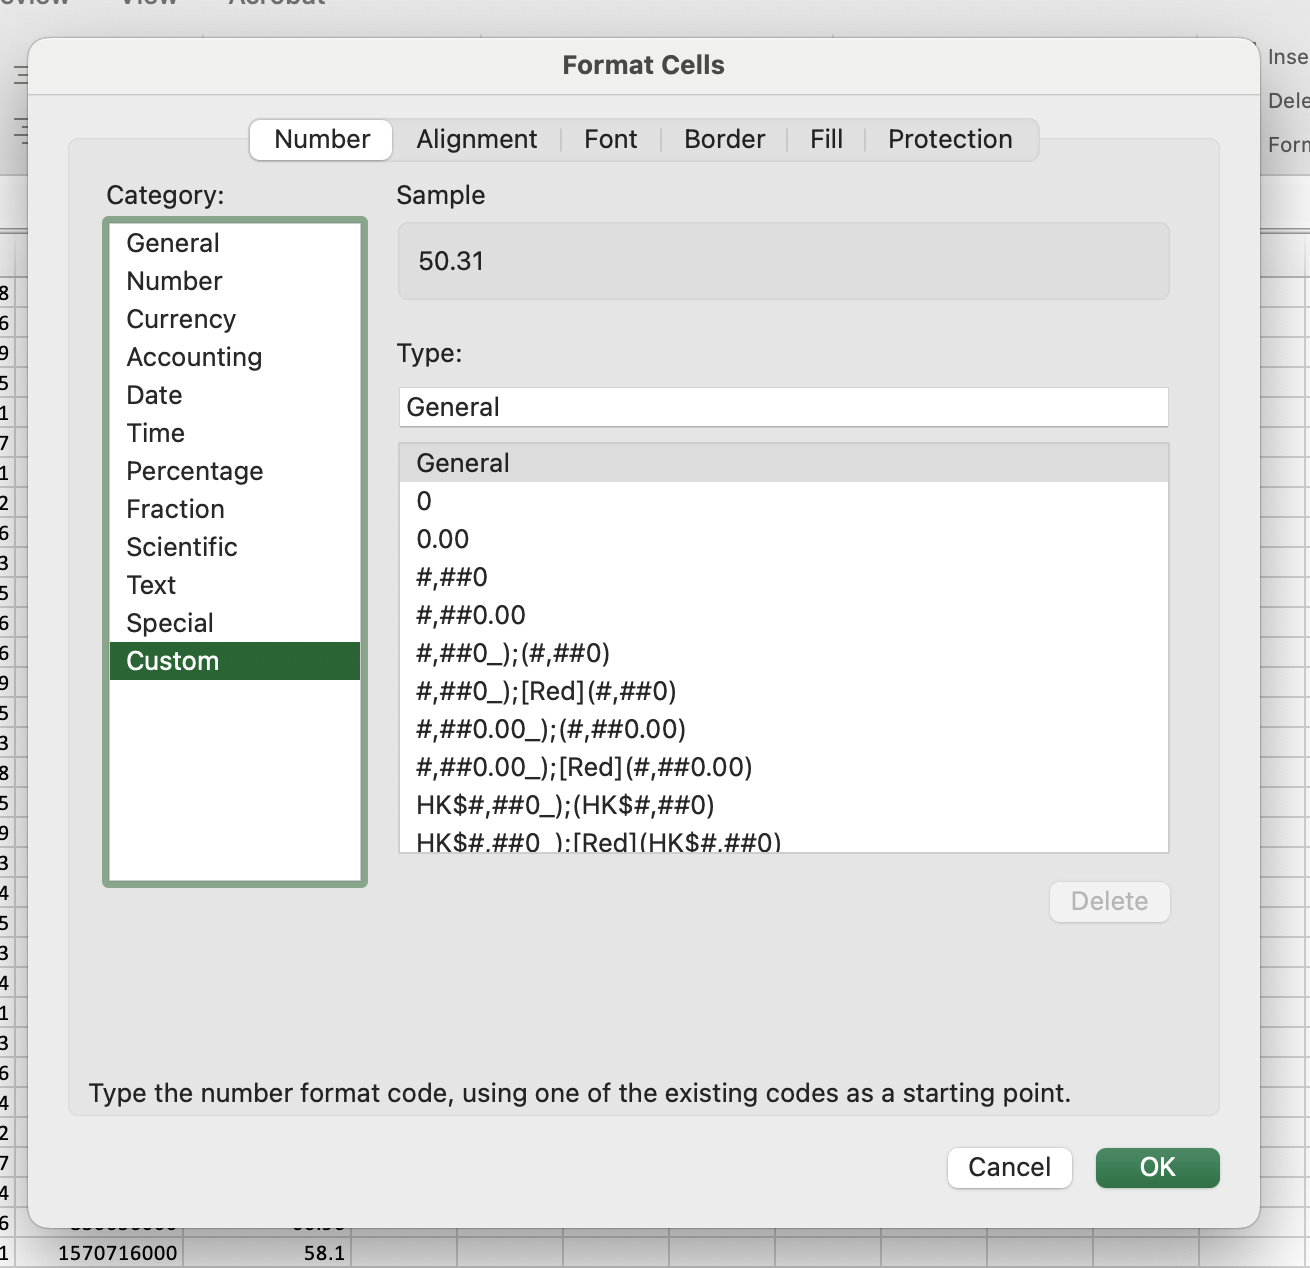 View
Acrobat
Format Cells
Number Alignment Font Border Fill Protection
Category:
General
Number
Currency
Accounting
Date
Time
Percentage
Fraction
Scientific
Text
Special
Custom
Sample
50.31
Type:
General
General
0
0.00
#,##0
#,##0.00
#,##0_);(#,##0)
#,##0_);[Red](#,##0)
#,##0.00_);(#,##0.00)
#,##0.00_);[Red](#,##0.00)
HK$#,##0_);(HK$#,##0)
HK$#,##0_);[Red](HK$#,##0)
Delete
Type the number format code, using one of the existing codes as a starting point.
Cancel OK
Inse
Dele
Form
8
6
9
5
1
7
1
2
6
3
5
6
6
9
5
3
8
5
9
3
4
5
3
4
1
3
6
4
2
7
4
6
1 1570716000 58.1